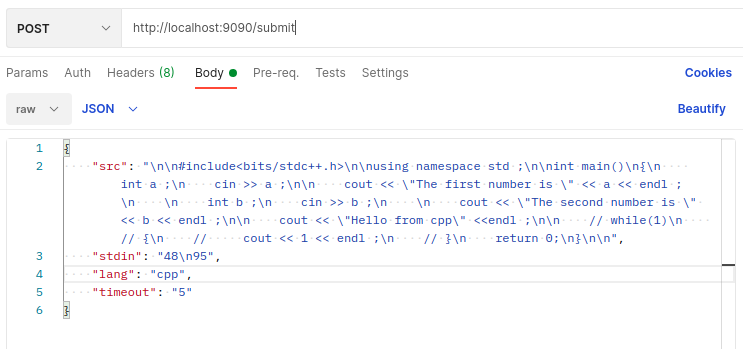 POST http://localhost:9090/submit
Params Auth Headers (8) Body Pre-req. Tests Settings Cookies
raw JSON Beautify
1 {
2 "src": "\n\n#include<bits/stdc++.h>\n\nusing namespace std ;\n\nint main()\n{\n
int a ;\n    cin >> a ;\n\n    cout << \"The first number is \" << a << endl ;
\n    \n    int b ;\n    cin >> b ;\n    \n    cout << \"The second number is \"
<< b << endl ;\n\n    cout << \"Hello from cpp\" <<endl ;\n\n    // while(1)\n
// {\n    //     cout << 1 << endl ;\n    // }\n    return 0;\n}\n\n",
3 "stdin": "48\n95",
4 "lang": "cpp",
5 "timeout": "5"
6 }